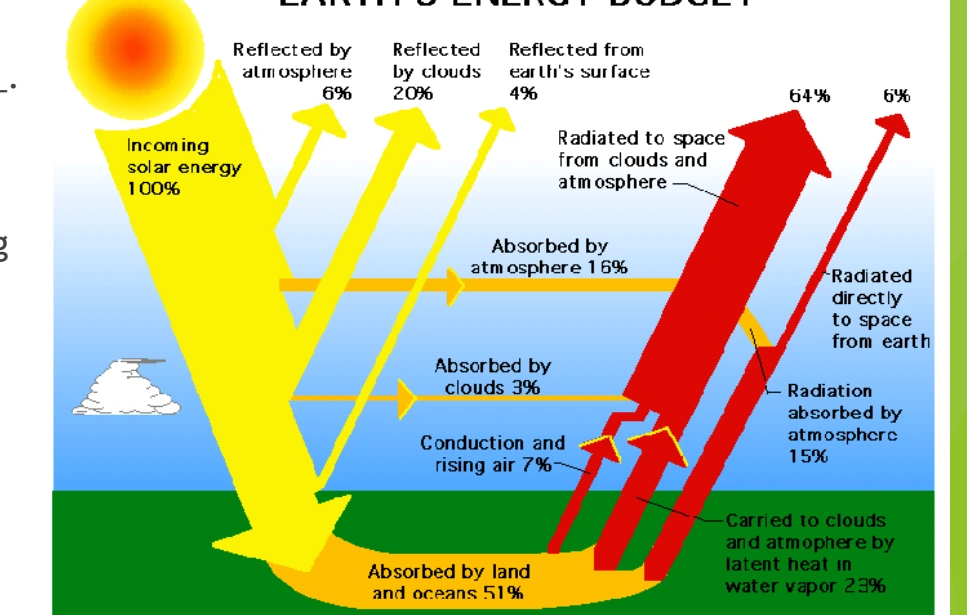 EARTH'S ENERGY BUDGET
Reflected by
atmosphere
6%
Reflected
by clouds
20%
Reflected from
earth's surface
4%
64%
6%
Incoming
solar energy
100%
Radiated to space
from clouds and
atmosphere
Absorbed by
atmosphere 16%
Radiated
directly
to space
from earth
Absorbed by
clouds 3%
Radiation
absorbed by
atmosphere
15%
Conduction and
rising air 7%
Carried to clouds
and atmophere by
latent heat in
water vapor 23%
Absorbed by land
and oceans 51%